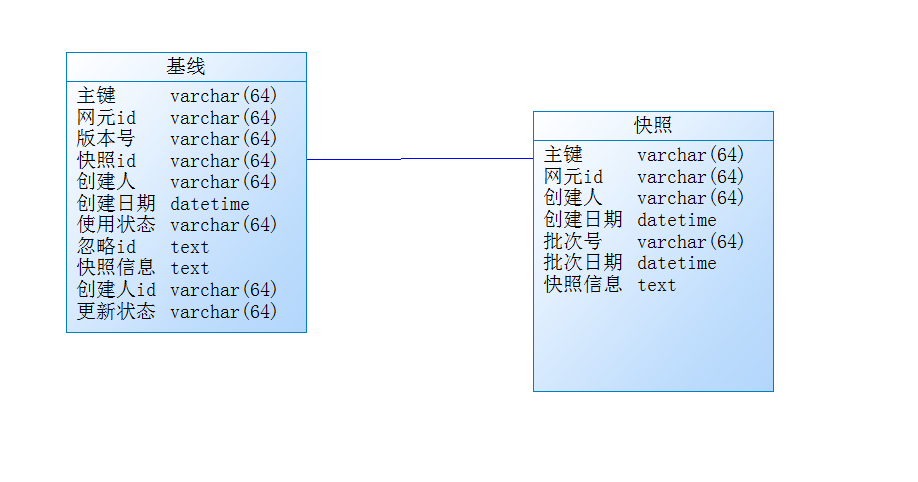 基线
主键 varchar(64)
网元id varchar(64)
版本号 varchar(64)
快照id varchar(64)
创建人 varchar(64)
创建日期 datetime
使用状态 varchar(64)
忽略id text
快照信息 text
创建人id varchar(64)
更新状态 varchar(64)
快照
主键 varchar(64)
网元id varchar(64)
创建人 varchar(64)
创建日期 datetime
批次号 varchar(64)
批次日期 datetime
快照信息 text